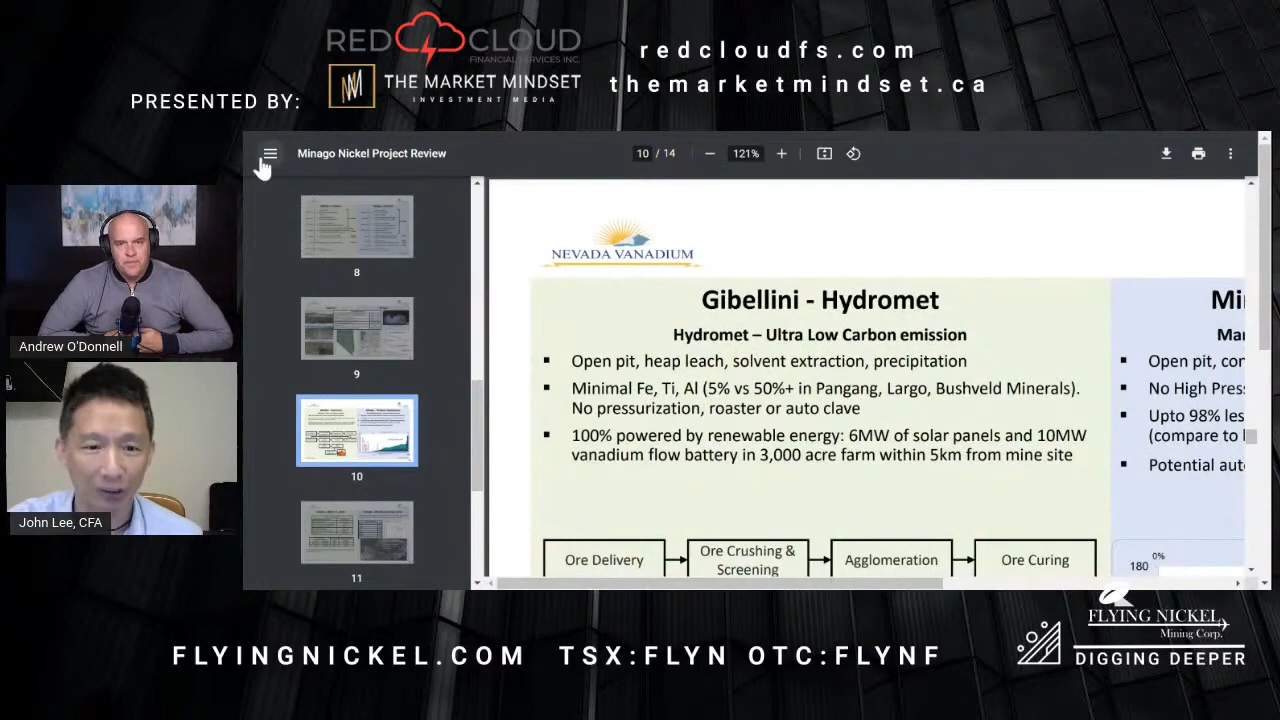 RED CLOUD
FINANCIAL SERVICES INC.
PRESENTED BY:
THE MARKET MINDSET
INVESTMENT MEDIA
redcloudfs.com
themarketmindset.ca
Minago Nickel Project Review
10 / 14
121%
8
9
10
11
NEVADA VANADIUM
Gibellini - Hydromet
Hydromet – Ultra Low Carbon emission
▪ Open pit, heap leach, solvent extraction, precipitation
▪ Minimal Fe, Ti, Al (5% vs 50%+ in Pangang, Largo, Bushveld Minerals).
No pressurization, roaster or auto clave
▪ 100% powered by renewable energy: 6MW of solar panels and 10MW
vanadium flow battery in 3,000 acre farm within 5km from mine site
Ore Delivery
Ore Crushing &
Screening
Agglomeration
Ore Curing
Mi
Mar
▪ Open pit, con
▪ No High Press
▪ Upto 98% les
(compare to
▪ Potential aut
180
0%
Andrew O'Donnell
John Lee, CFA
FLYINGNICKEL.COM TSX:FLYN OTC:FLYNF
FLYING NICKEL
Mining Corp.
DIGGING DEEPER